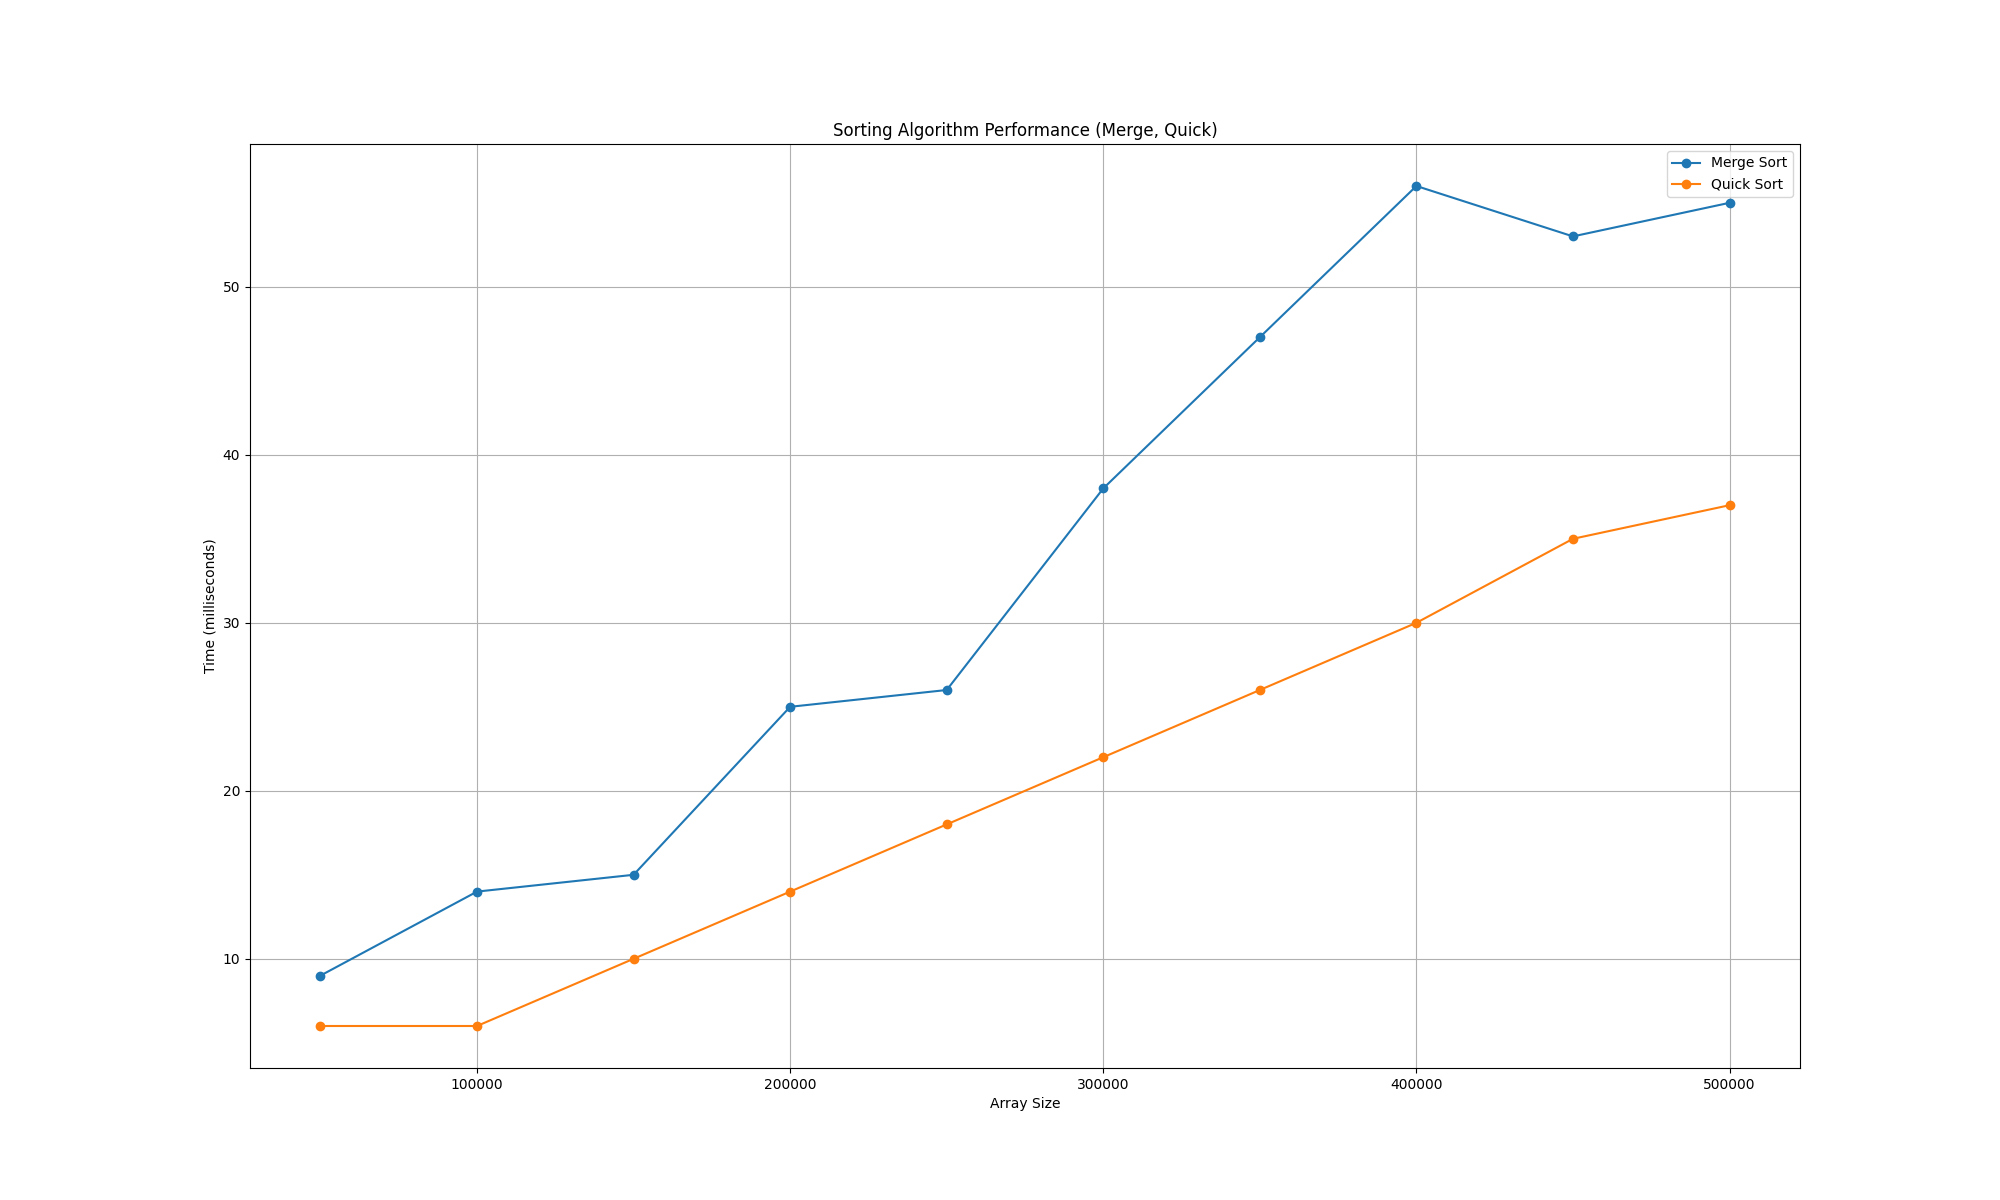 Sorting Algorithm Performance (Merge, Quick)
Merge Sort
Quick Sort
50
40
30
20
10
Time (milliseconds)
100000 200000 300000 400000 500000
Array Size